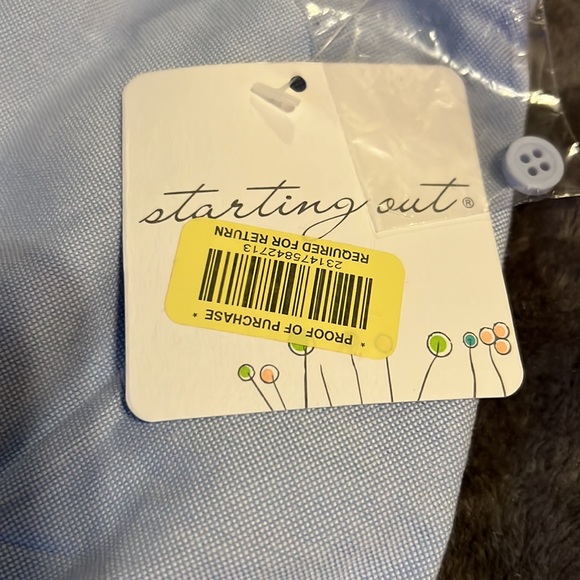 starting out®
* PROOF OF PURCHASE *
231475842713
REQUIRED FOR RETURN